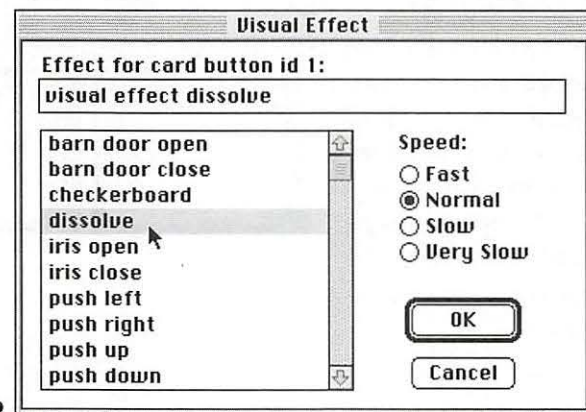 Visual Effect
Effect for card button id 1:
visual effect dissolve
barn door open
barn door close
checkerboard
dissolve
iris open
iris close
push left
push right
push up
push down
Speed:
Fast
Normal
Slow
Very Slow
OK
Cancel